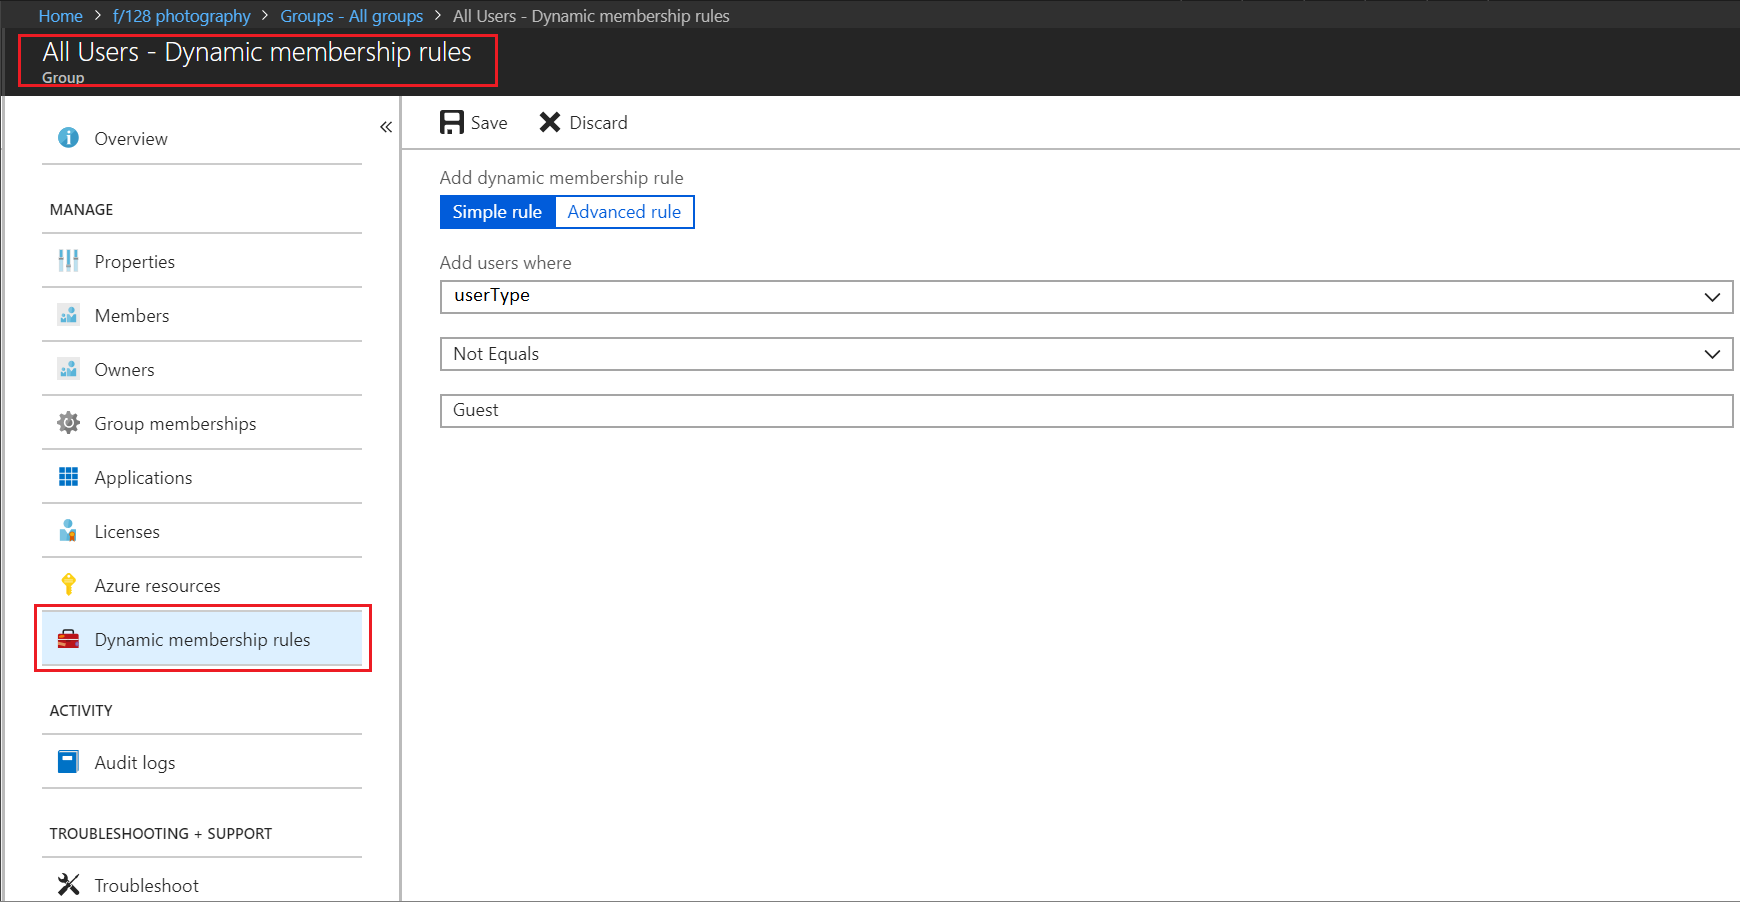 Home > f/128 photography > Groups - All groups > All Users - Dynamic membership rules
All Users - Dynamic membership rules
Group
Overview
MANAGE
Properties
Members
Owners
Group memberships
Applications
Licenses
Azure resources
Dynamic membership rules
ACTIVITY
Audit logs
TROUBLESHOOTING + SUPPORT
Troubleshoot
Save Discard
Add dynamic membership rule
Simple rule Advanced rule
Add users where
userType
Not Equals
Guest